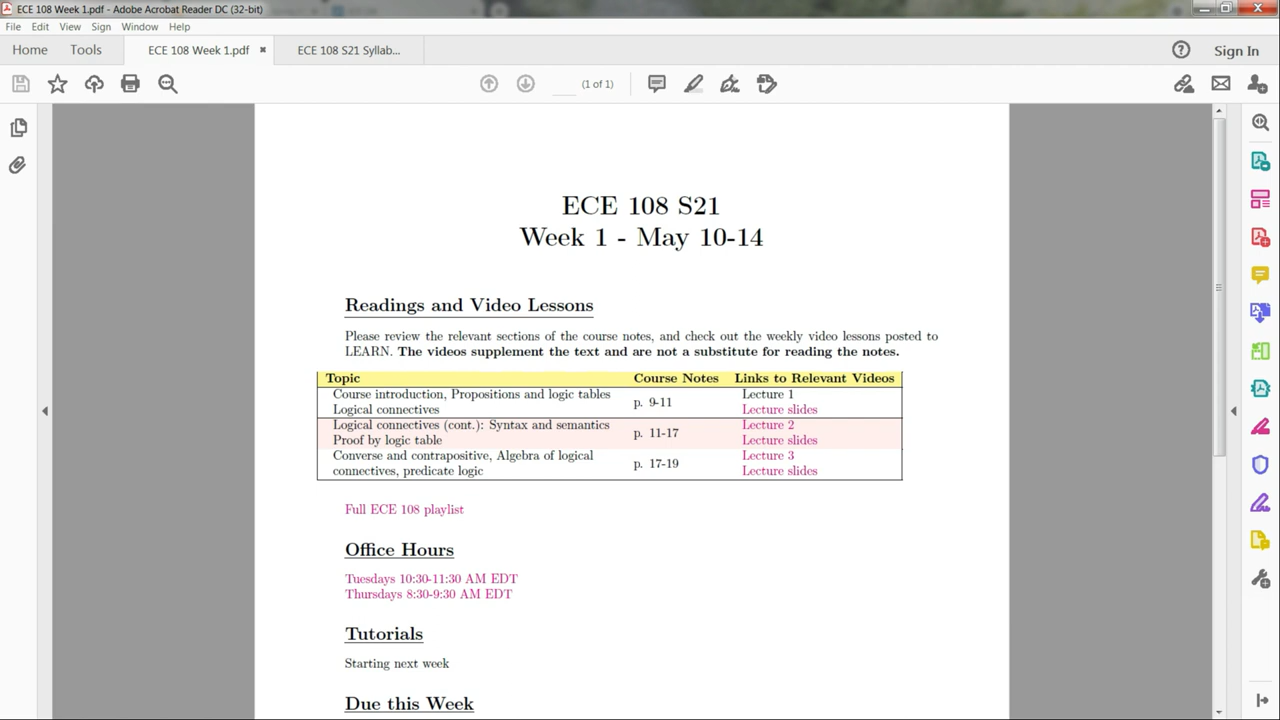 ECE 108 Week 1.pdf - Adobe Acrobat Reader DC (32-bit)
File Edit View Sign Window Help
Home Tools ECE 108 Week 1.pdf ECE 108 S21 Syllab... Sign In
(1 of 1)
ECE 108 S21
Week 1 - May 10-14
Readings and Video Lessons
Please review the relevant sections of the course notes, and check out the weekly video lessons posted to
LEARN. The videos supplement the text and are not a substitute for reading the notes.
Topic Course Notes Links to Relevant Videos
Course introduction, Propositions and logic tables Lecture 1
Logical connectives p. 9-11 Lecture slides
Logical connectives (cont.): Syntax and semantics Lecture 2
Proof by logic table p. 11-17 Lecture slides
Converse and contrapositive, Algebra of logical Lecture 3
connectives, predicate logic p. 17-19 Lecture slides
Full ECE 108 playlist
Office Hours
Tuesdays 10:30-11:30 AM EDT
Thursdays 8:30-9:30 AM EDT
Tutorials
Starting next week
Due this Week